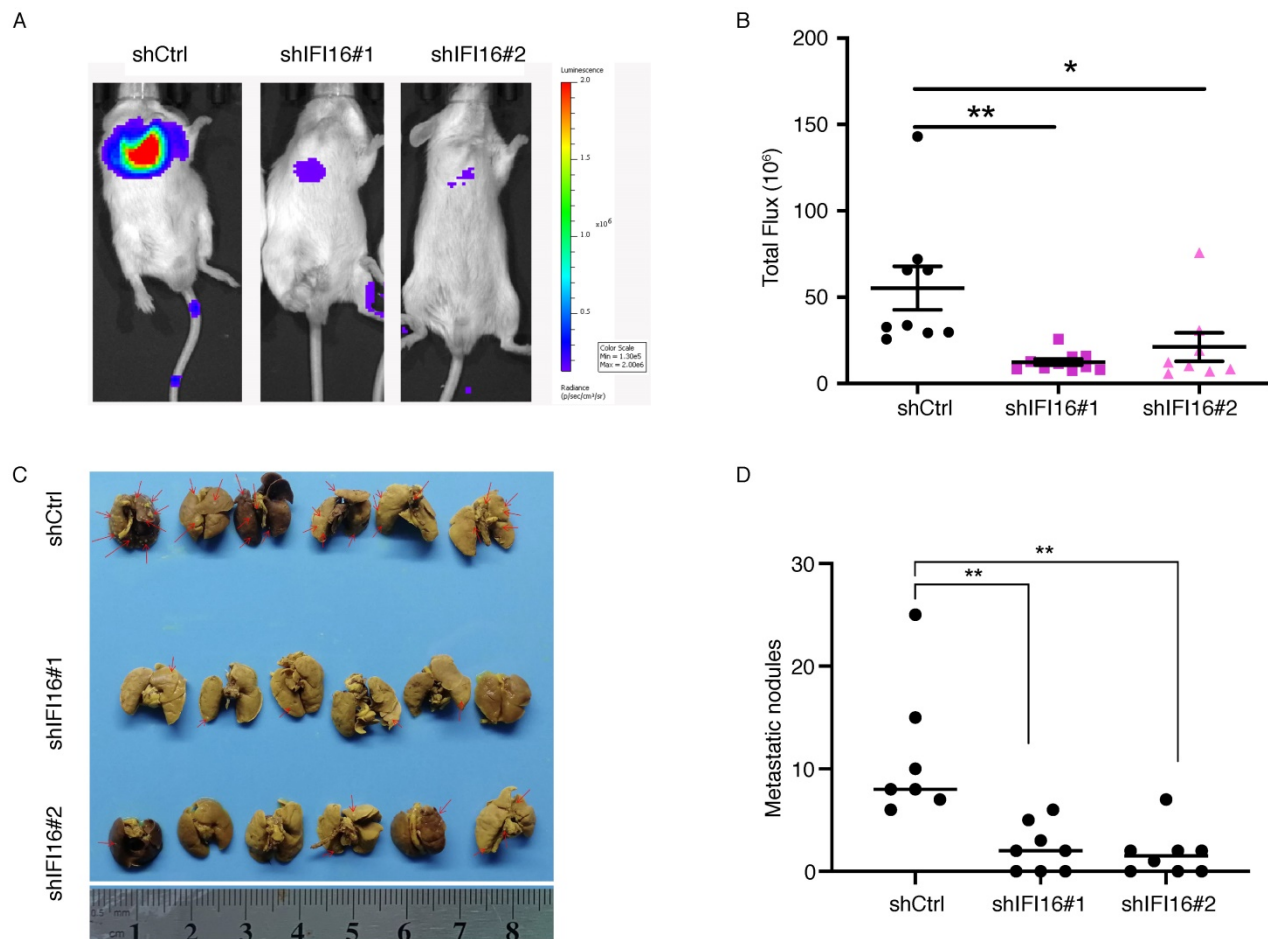 A
shCtrl
shIFI16#1
shIFI16#2
Luminescence
2.0
1.5
x10⁶
1.0
0.5
Color Scale
Min = 1.30e5
Max = 2.00e6
Radiance
(p/sec/cm²/sr)
B
200
150
100
50
0
Total Flux (10⁶)
*
**
shCtrl
shIFI16#1
shIFI16#2
C
shCtrl
shIFI16#1
shIFI16#2
0.5 mm
cm 1 2 3 4 5 6 7 8
D
30
20
10
0
Metastatic nodules
**
**
shCtrl
shIFI16#1
shIFI16#2